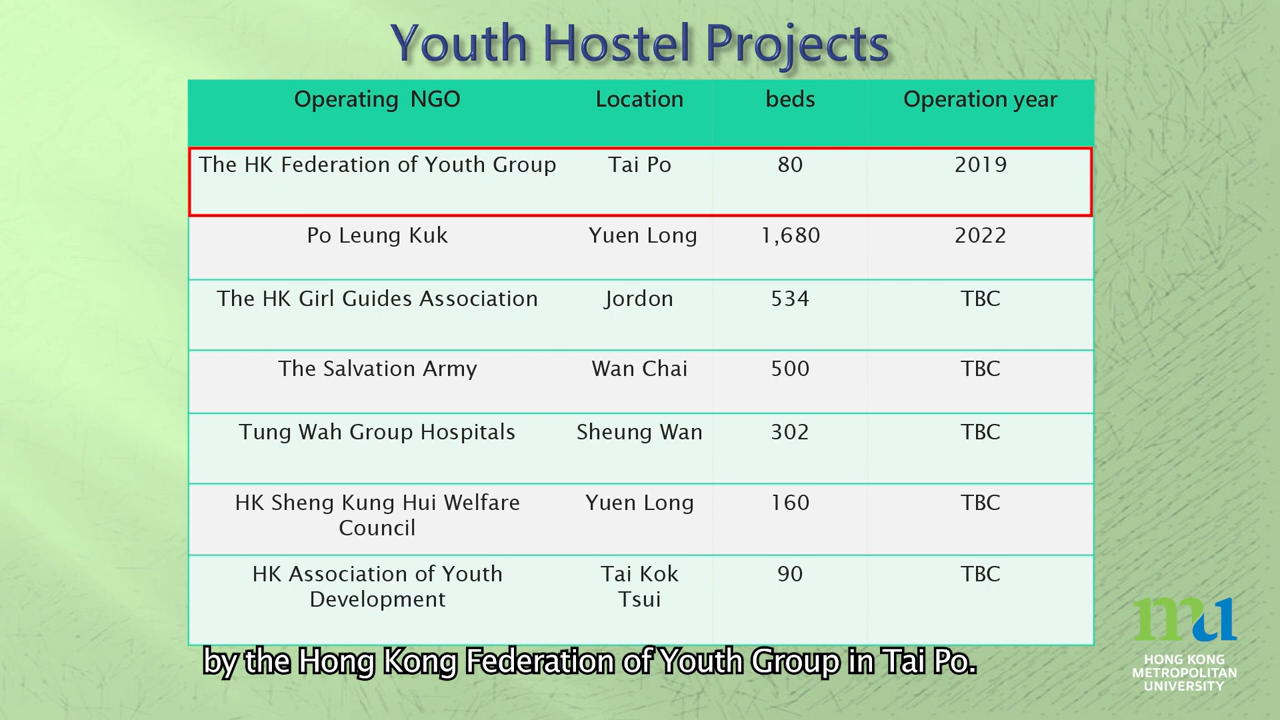 Youth Hostel Projects
Operating NGO Location beds Operation year
The HK Federation of Youth Group Tai Po 80 2019
Po Leung Kuk Yuen Long 1,680 2022
The HK Girl Guides Association Jordon 534 TBC
The Salvation Army Wan Chai 500 TBC
Tung Wah Group Hospitals Sheung Wan 302 TBC
HK Sheng Kung Hui Welfare Yuen Long 160 TBC
Council
HK Association of Youth Tai Kok 90 TBC
Development Tsui
by the Hong Kong Federation of Youth Group in Tai Po.
mu
HONG KONG
METROPOLITAN
UNIVERSITY